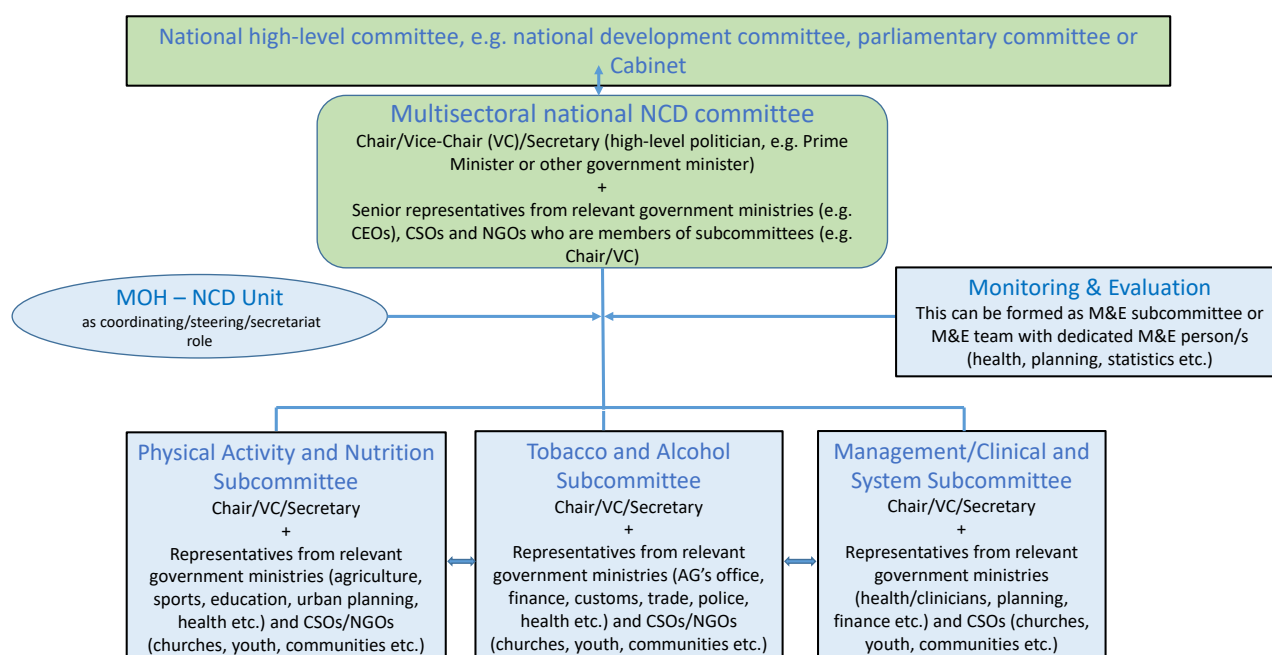 National high-level committee, e.g. national development committee, parliamentary committee or
Cabinet
Multisectoral national NCD committee
Chair/Vice-Chair (VC)/Secretary (high-level politician, e.g. Prime
Minister or other government minister)
+
Senior representatives from relevant government ministries (e.g.
CEOs), CSOs and NGOs who are members of subcommittees (e.g.
Chair/VC)
MOH – NCD Unit
as coordinating/steering/secretariat
role
Monitoring & Evaluation
This can be formed as M&E subcommittee or
M&E team with dedicated M&E person/s
(health, planning, statistics etc.)
Physical Activity and Nutrition
Subcommittee
Chair/VC/Secretary
+
Representatives from relevant
government ministries (agriculture,
sports, education, urban planning,
health etc.) and CSOs/NGOs
(churches, youth, communities etc.)
Tobacco and Alcohol
Subcommittee
Chair/VC/Secretary
+
Representatives from relevant
government ministries (AG's office,
finance, customs, trade, police,
health etc.) and CSOs/NGOs
(churches, youth, communities etc.)
Management/Clinical and
System Subcommittee
Chair/VC/Secretary
+
Representatives from relevant
government ministries
(health/clinicians, planning,
finance etc.) and CSOs (churches,
youth, communities etc.)